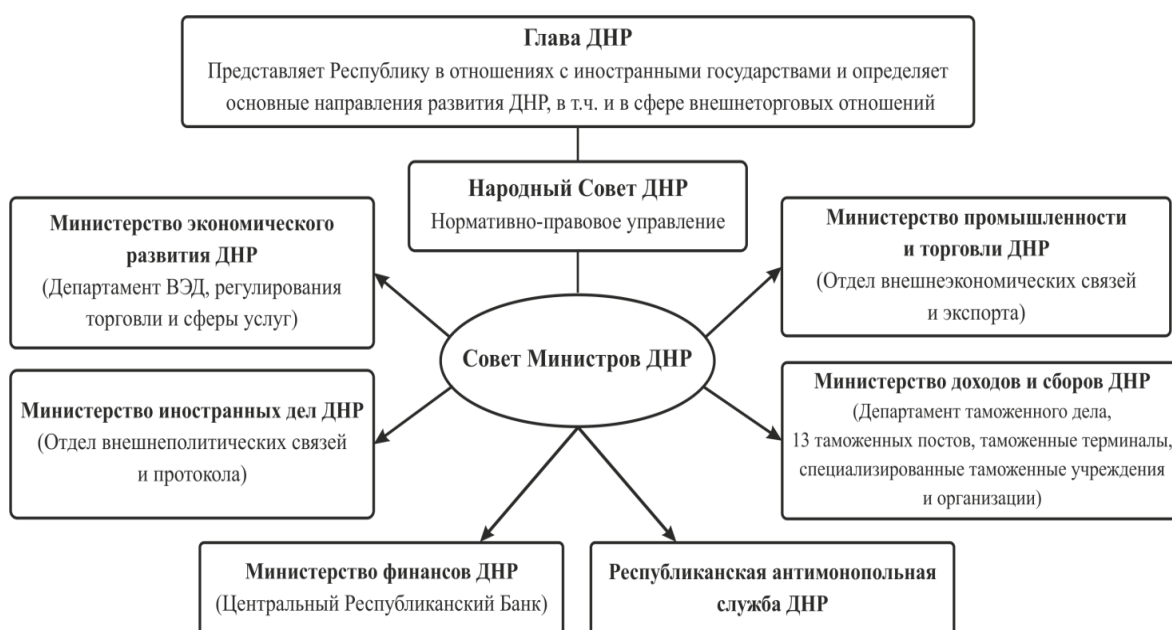 Глава ДНР
Представляет Республику в отношениях с иностранными государствами и определяет
основные направления развития ДНР, в т.ч. и в сфере внешнеторговых отношений
Народный Совет ДНР
Нормативно-правовое управление
Министерство экономического
развития ДНР
(Департамент ВЭД, регулирования
торговли и сферы услуг)
Министерство промышленности
и торговли ДНР
(Отдел внешнеэкономических связей
и экспорта)
Совет Министров ДНР
Министерство иностранных дел ДНР
(Отдел внешнеполитических связей
и протокола)
Министерство доходов и сборов ДНР
(Департамент таможенного дела,
13 таможенных постов, таможенные терминалы,
специализированные таможенные учреждения
и организации)
Министерство финансов ДНР
(Центральный Республиканский Банк)
Республиканская антимонопольная
служба ДНР